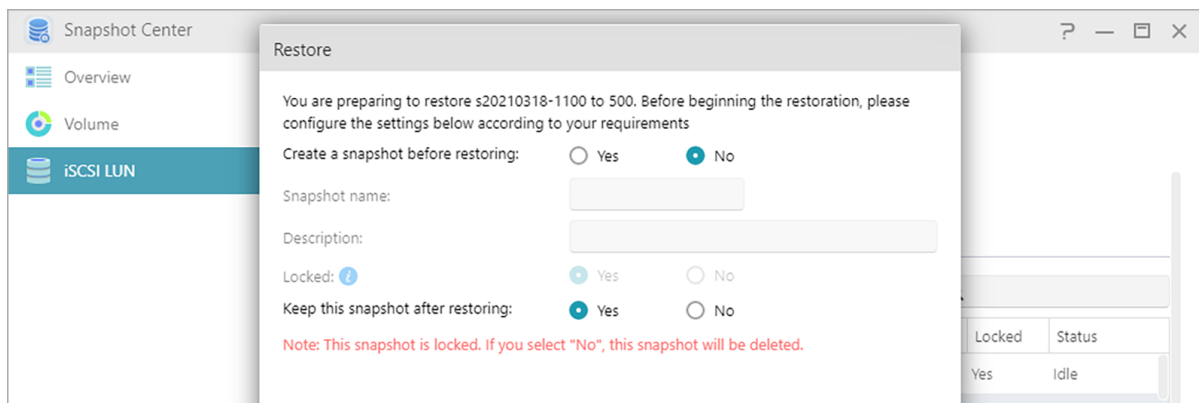 Snapshot Center
Overview
Volume
iSCSI LUN
Restore
You are preparing to restore s20210318-1100 to 500. Before beginning the restoration, please
configure the settings below according to your requirements
Create a snapshot before restoring: Yes No
Snapshot name:
Description:
Locked: Yes No
Keep this snapshot after restoring: Yes No
Note: This snapshot is locked. If you select "No", this snapshot will be deleted.
Locked Status
Yes Idle